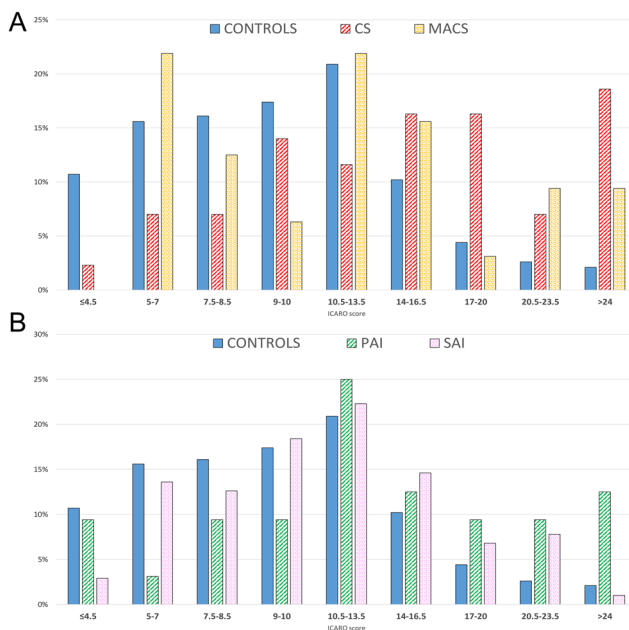 A
CONTROLS CS MACS
25%
20%
15%
10%
5%
0%
≤4.5 5-7 7.5-8.5 9-10 10.5-13.5 14-16.5 17-20 20.5-23.5 >24
ICARO score
B
CONTROLS PAI SAI
30%
25%
20%
15%
10%
5%
0%
≤4.5 5-7 7.5-8.5 9-10 10.5-13.5 14-16.5 17-20 20.5-23.5 >24
ICARO score